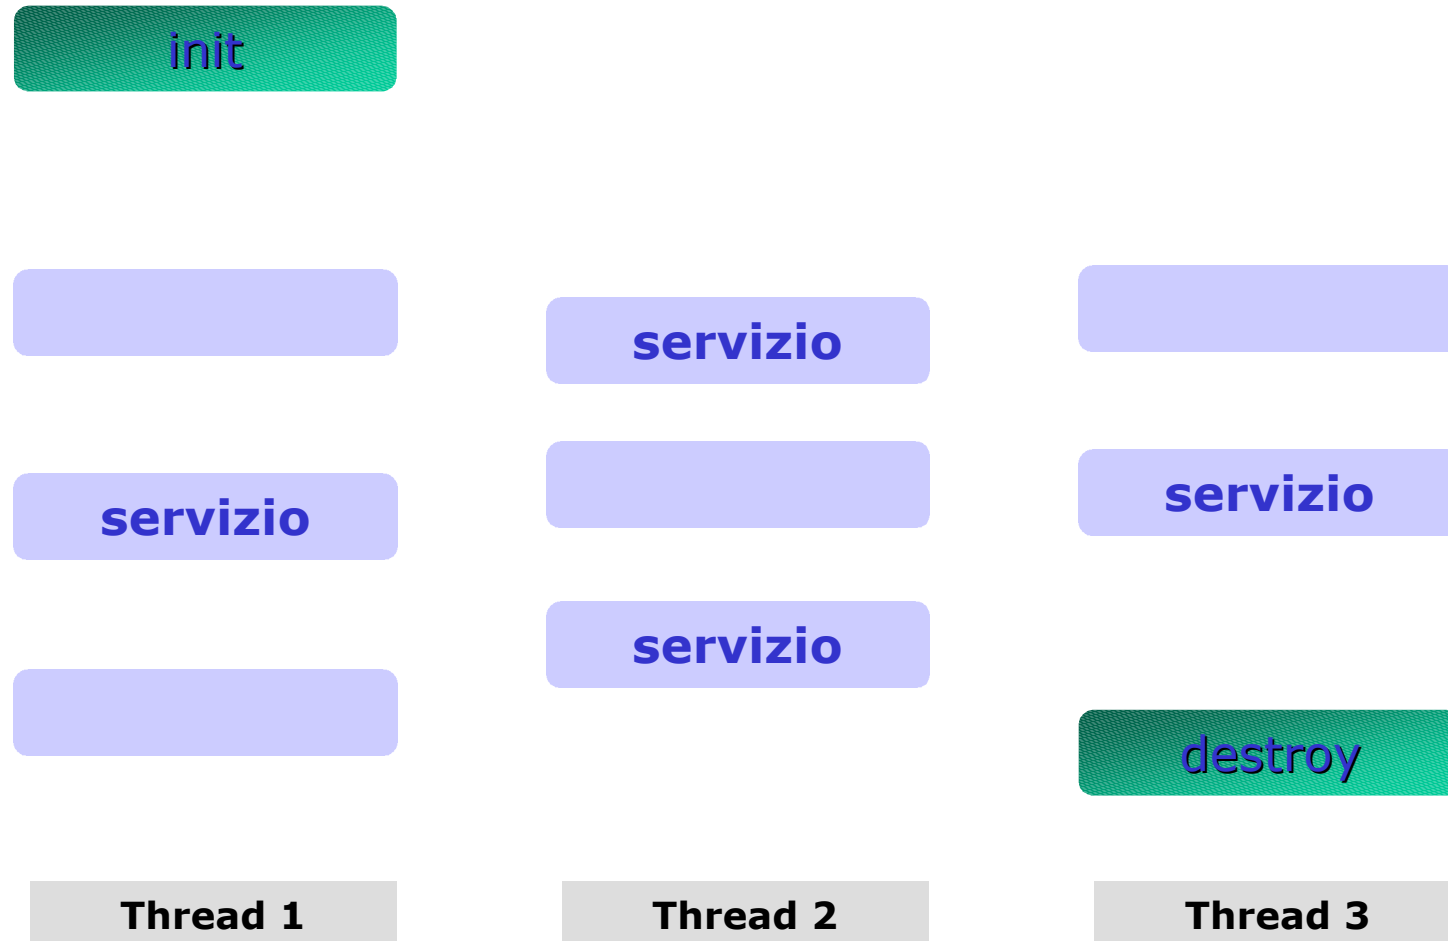 init
servizio
servizio
servizio
servizio
destroy
Thread 1
Thread 2
Thread 3